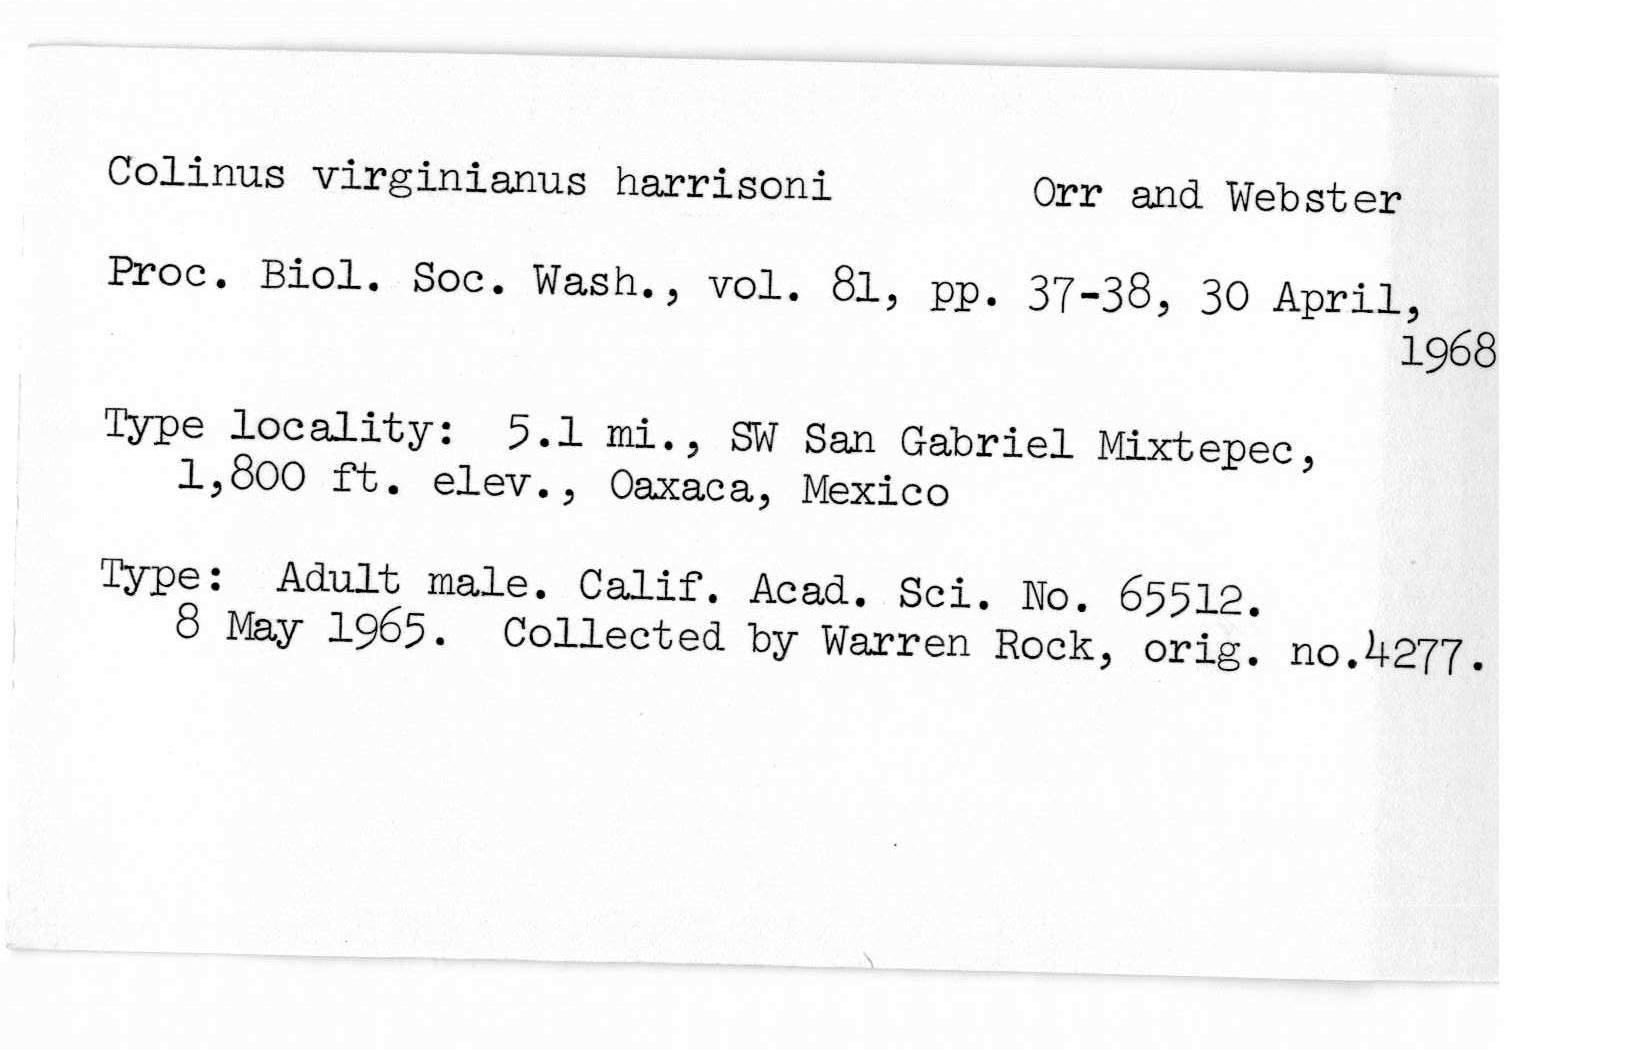 Colinus virginianus harrisoni Orr and Webster
Proc. Biol. Soc. Wash., vol. 81, pp. 37-38, 30 April,
1968
Type locality: 5.1 mi., SW San Gabriel Mixtepec,
1,800 ft. elev., Oaxaca, Mexico
Type: Adult male. Calif. Acad. Sci. No. 65512.
8 May 1965. Collected by Warren Rock, orig. no.4277.